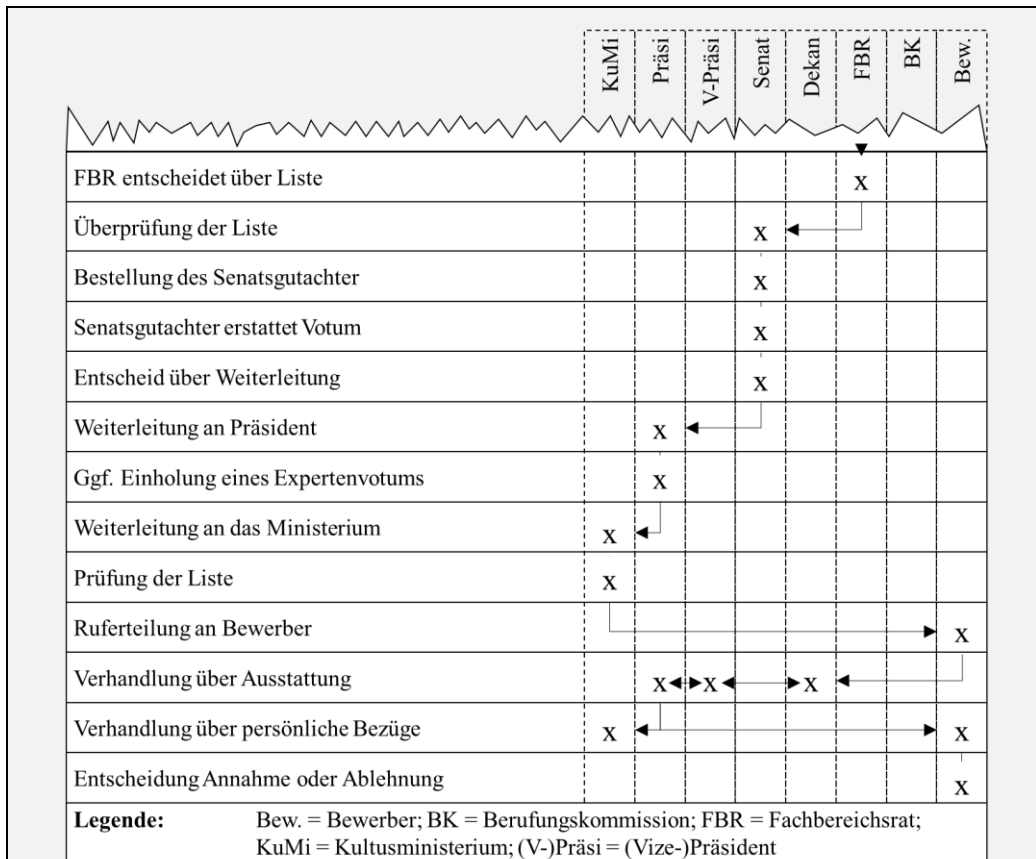 KuMi Präsi V-Präsi Senat Dekan FBR BK Bew.
FBR entscheidet über Liste x
Überprüfung der Liste x
Bestellung des Senatsgutachter x
Senatsgutachter erstattet Votum x
Entscheid über Weiterleitung x
Weiterleitung an Präsident x
Ggf. Einholung eines Expertenvotums x
Weiterleitung an das Ministerium x
Prüfung der Liste x
Ruferteilung an Bewerber x
Verhandlung über Ausstattung x x x
Verhandlung über persönliche Bezüge x x
Entscheidung Annahme oder Ablehnung x
Legende: Bew. = Bewerber; BK = Berufungskommission; FBR = Fachbereichsrat;
KuMi = Kultusministerium; (V-)Präsi = (Vize-)Präsident